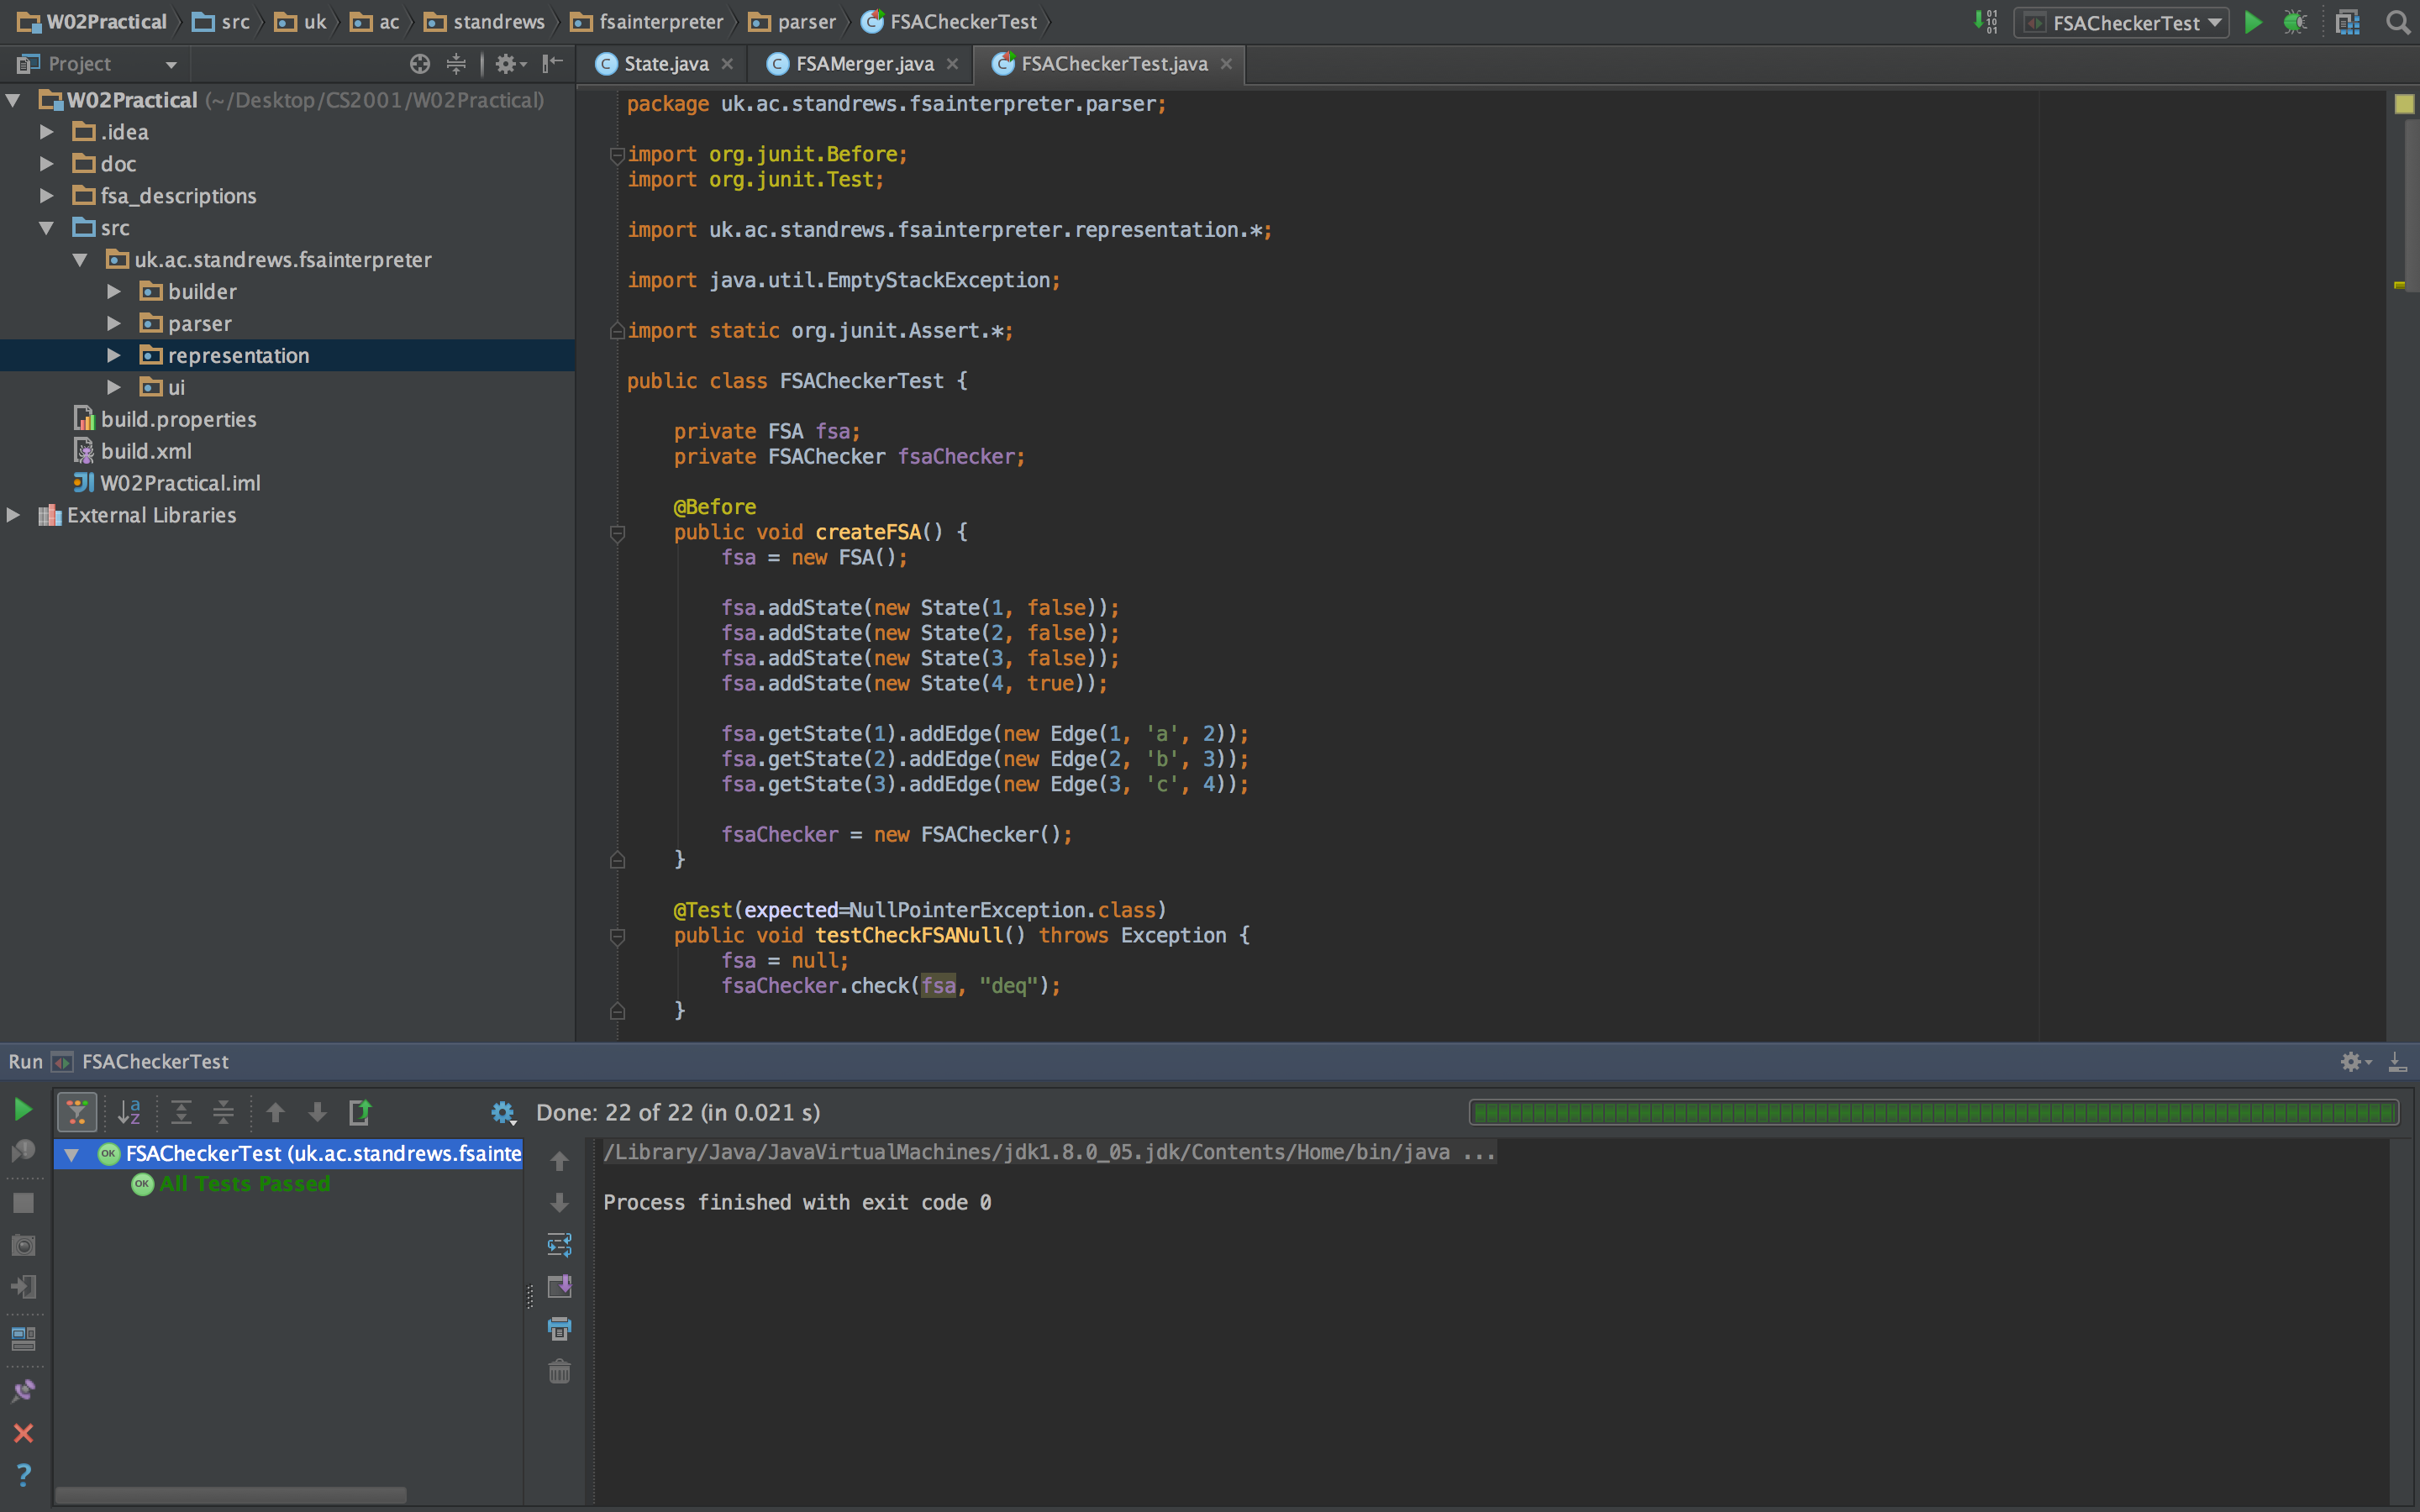 W02Practical src uk ac standrews fsainterpreter parser FSACheckerTest
FSACheckerTest
Project
State.java FSAMerger.java FSACheckerTest.java
W02Practical (~/Desktop/CS2001/W02Practical)
.idea
doc
fsa_descriptions
src
uk.ac.standrews.fsainterpreter
builder
parser
representation
ui
build.properties
build.xml
W02Practical.iml
External Libraries
package uk.ac.standrews.fsainterpreter.parser;
import org.junit.Before;
import org.junit.Test;
import uk.ac.standrews.fsainterpreter.representation.*;
import java.util.EmptyStackException;
import static org.junit.Assert.*;
public class FSACheckerTest {
private FSA fsa;
private FSAChecker fsaChecker;
@Before
public void createFSA() {
fsa = new FSA();
fsa.addState(new State(1, false));
fsa.addState(new State(2, false));
fsa.addState(new State(3, false));
fsa.addState(new State(4, true));
fsa.getState(1).addEdge(new Edge(1, 'a', 2));
fsa.getState(2).addEdge(new Edge(2, 'b', 3));
fsa.getState(3).addEdge(new Edge(3, 'c', 4));
fsaChecker = new FSAChecker();
}
@Test(expected=NullPointerException.class)
public void testCheckFSANull() throws Exception {
fsa = null;
fsaChecker.check(fsa, "deq");
}
Run FSACheckerTest
Done: 22 of 22 (in 0.021 s)
FSACheckerTest (uk.ac.standrews.fsainte
All Tests Passed
/Library/Java/JavaVirtualMachines/jdk1.8.0_05.jdk/Contents/Home/bin/java ...
Process finished with exit code 0